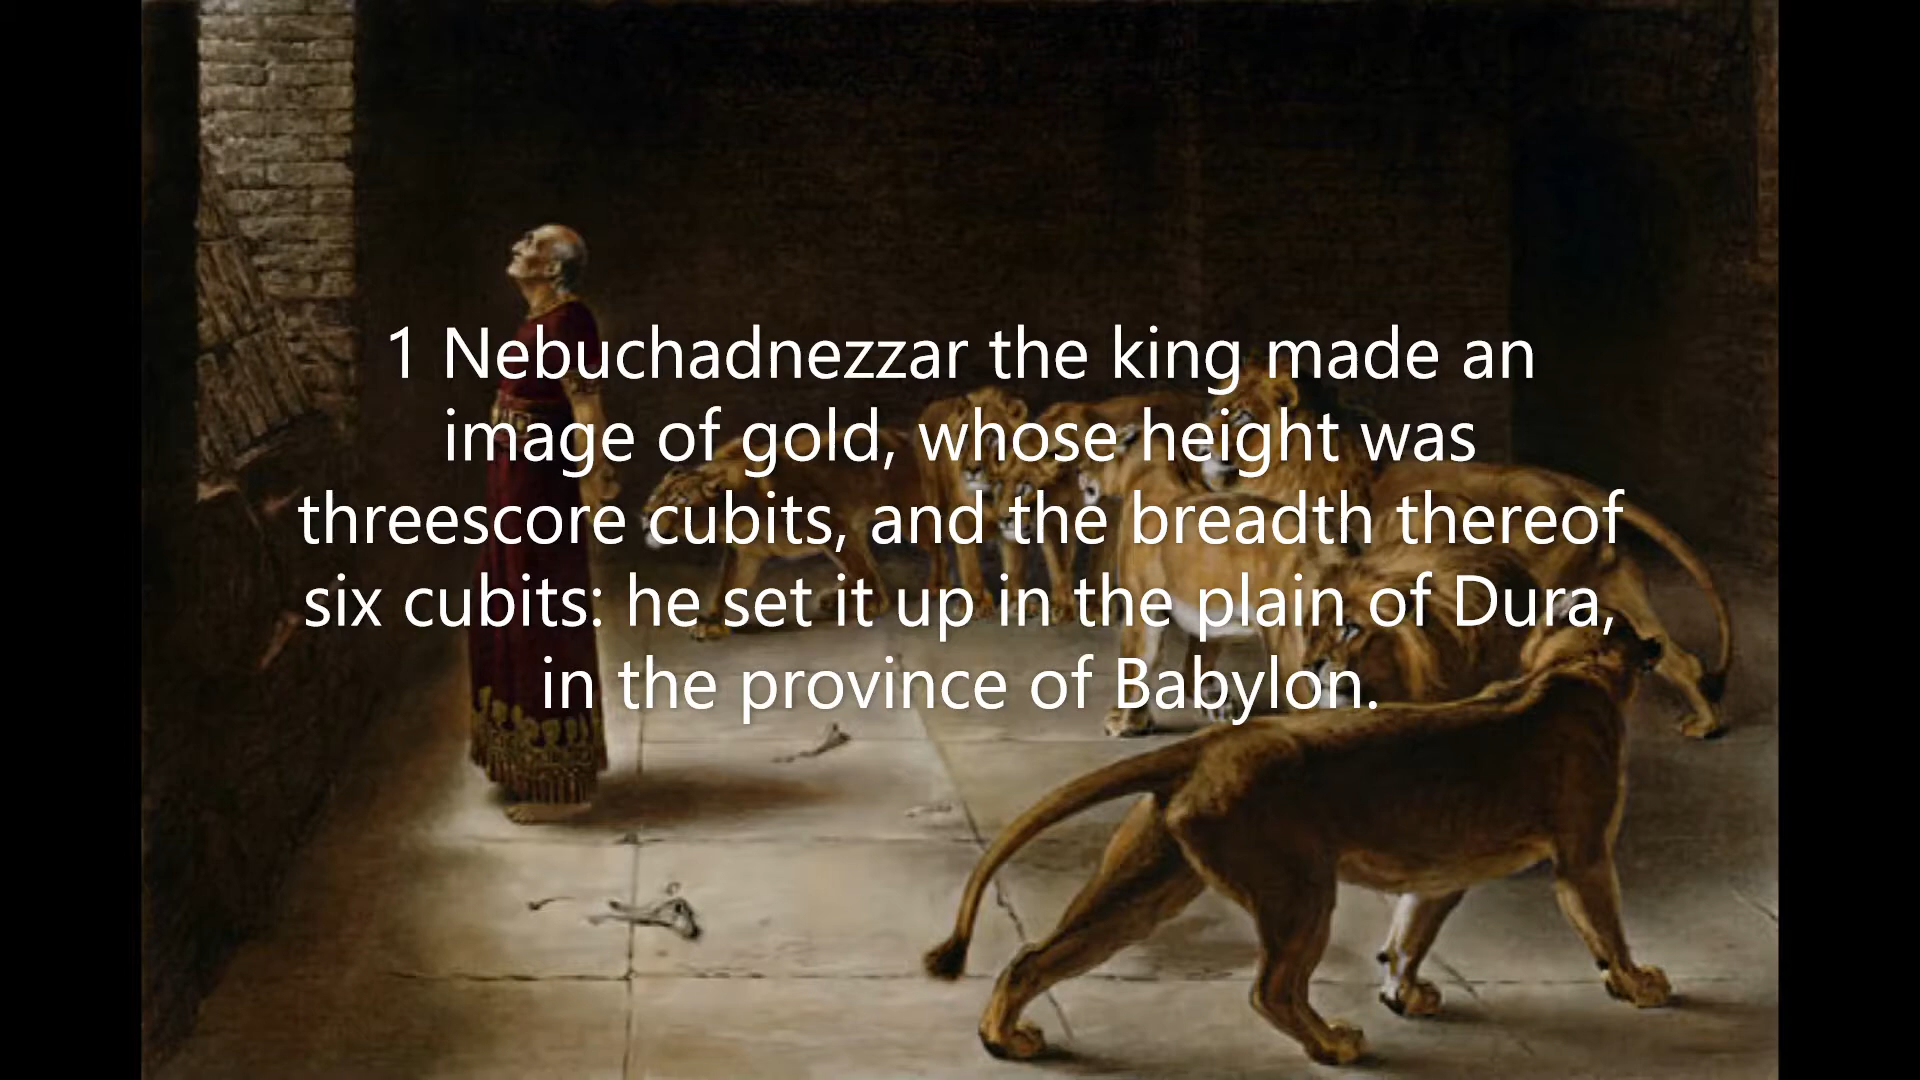 1 Nebuchadnezzar the king made an
image of gold, whose height was
threescore cubits, and the breadth thereof
six cubits: he set it up in the plain of Dura,
in the province of Babylon.